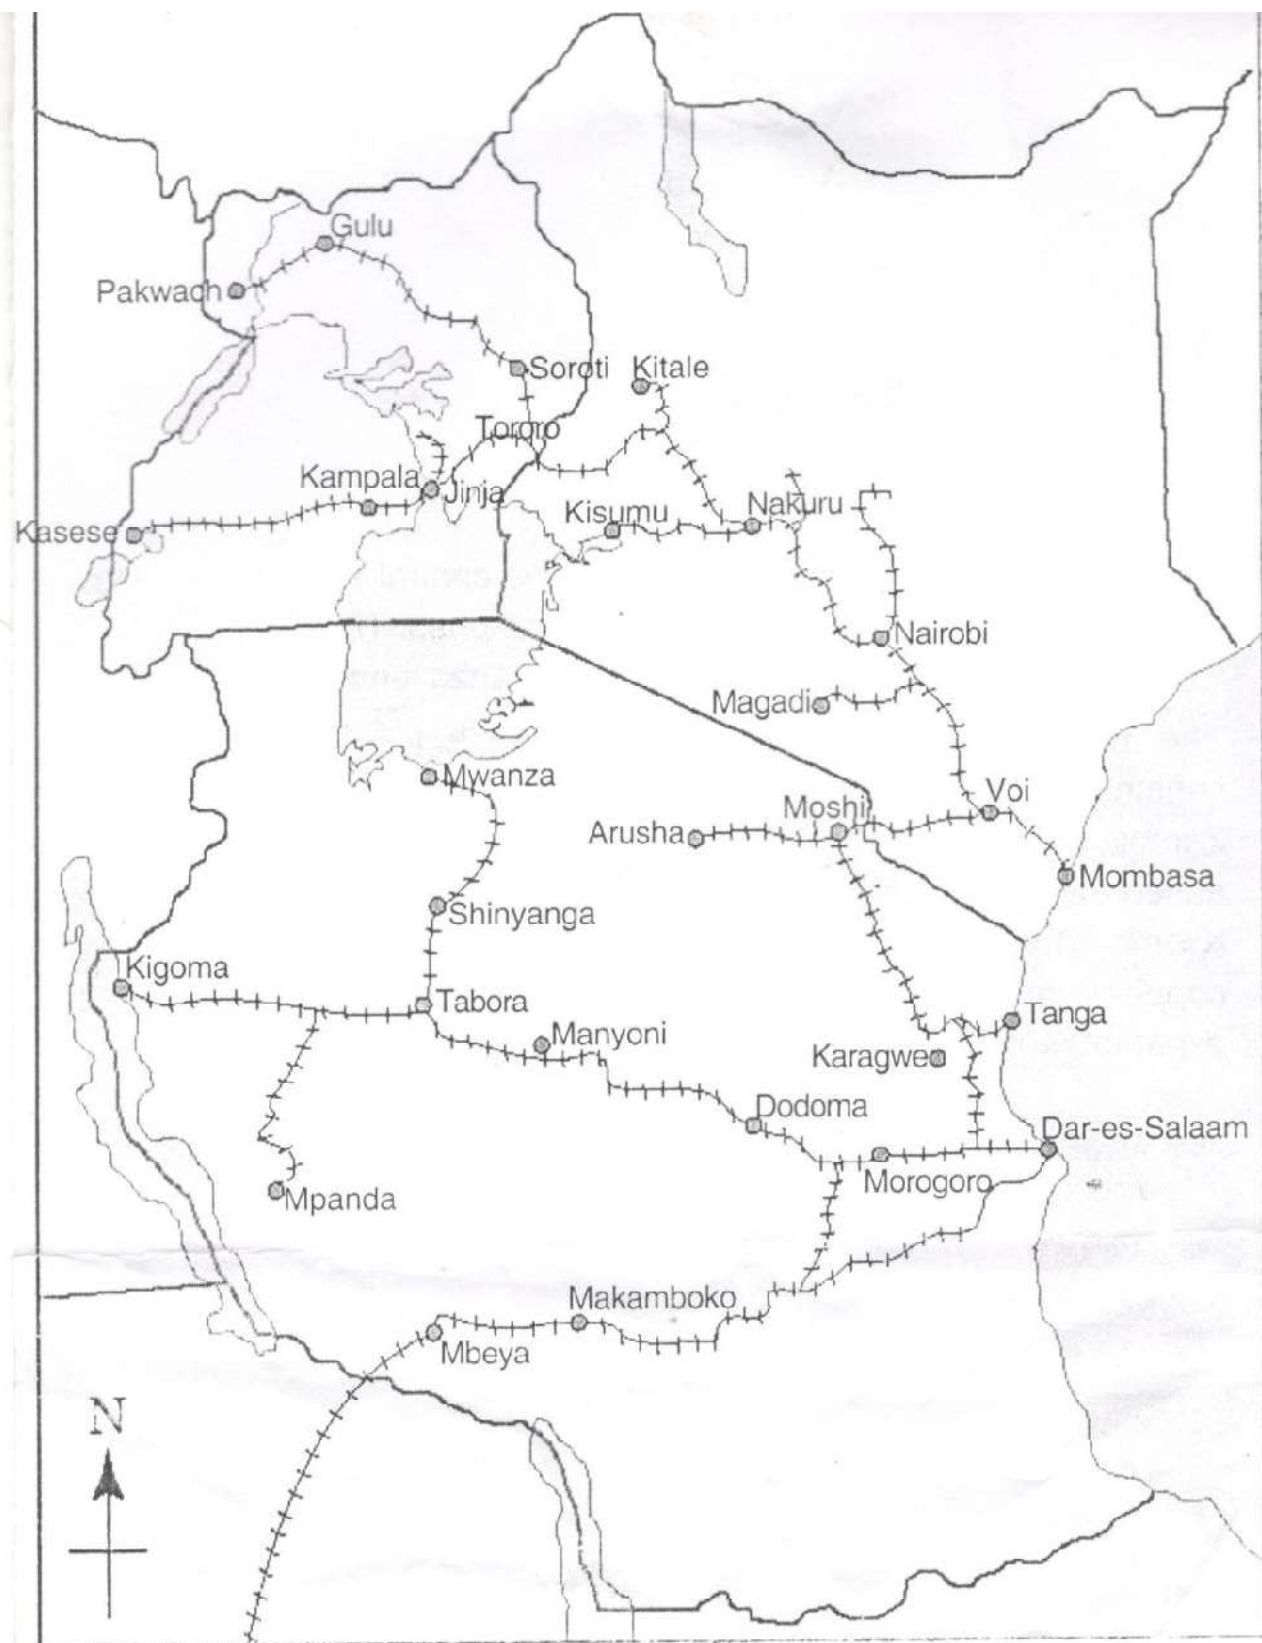 Gulu
Pakwach
Soroti
Kitale
Tororo
Kampala
Jinja
Kisumu
Nakuru
Kasese
Nairobi
Magadi
Mwanza
Voi
Moshi
Arusha
Mombasa
Shinyanga
Kigoma
Tabora
Tanga
Manyoni
Karagwe
Dodoma
Dar-es-Salaam
Morogoro
Mpanda
Makamboko
Mbeya
N